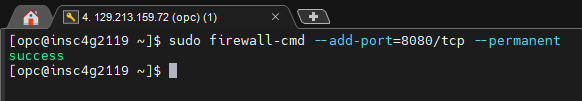 4. 129.213.159.72 (opc) (1)
[opc@insc4g2119 ~]$ sudo firewall-cmd --add-port=8080/tcp --permanent
success
[opc@insc4g2119 ~]$